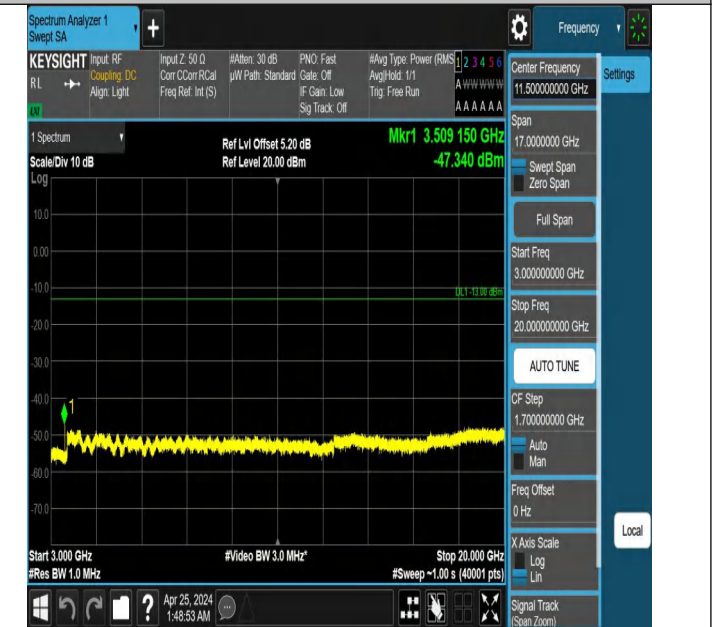 Spectrum Analyzer 1
Swept SA
+
Frequency
KEYSIGHT
RL
Input: RF
Coupling: DC
Align: Light
Input Z: 50 Ω
Corr CCorr RCal
Freq Ref: Int (S)
#Atten: 30 dB
µW Path: Standard
PNO: Fast
Gate: Off
IF Gain: Low
Sig Track: Off
#Avg Type: Power (RMS
Avg|Hold: 1/1
Trig: Free Run
1 2 3 4 5 6
A W W W W W
A A A A A A
1 Spectrum
Scale/Div 10 dB
Log
Ref Lvl Offset 5.20 dB
Ref Level 20.00 dBm
Mkr1 3.509 150 GHz
-47.340 dBm
10.0
0.00
-10.0
DL1 -13.00 dBm
-20.0
-30.0
-40.0
1
-50.0
-60.0
-70.0
Start 3.000 GHz
#Res BW 1.0 MHz
#Video BW 3.0 MHz*
Stop 20.000 GHz
#Sweep ~1.00 s (40001 pts)
?
Apr 25, 2024
1:48:53 AM
Center Frequency
11.500000000 GHz
Settings
Span
17.0000000 GHz
Swept Span
Zero Span
Full Span
Start Freq
3.000000000 GHz
Stop Freq
20.000000000 GHz
AUTO TUNE
CF Step
1.700000000 GHz
Auto
Man
Freq Offset
0 Hz
X Axis Scale
Log
Lin
Local
Signal Track
(Span Zoom)